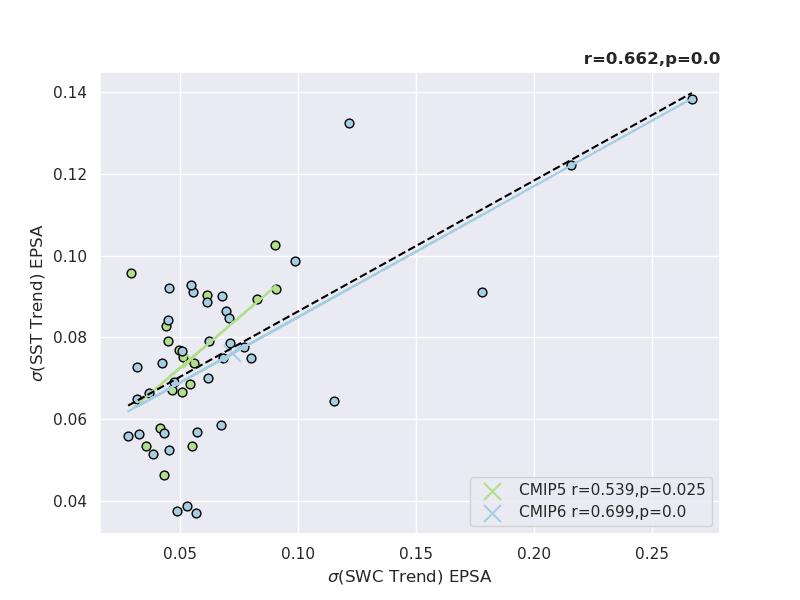 r=0.662,p=0.0
0.14
0.12
0.10
0.08
0.06
0.04
σ(SST Trend) EPSA
CMIP5 r=0.539,p=0.025
CMIP6 r=0.699,p=0.0
0.05 0.10 0.15 0.20 0.25
σ(SWC Trend) EPSA